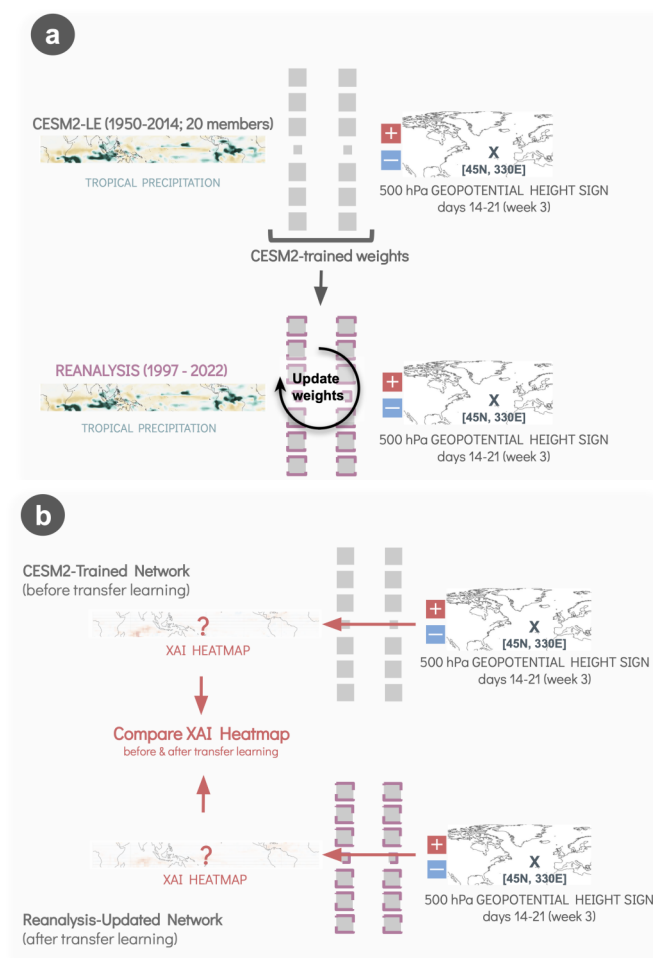 a
CESM2-LE (1950-2014; 20 members)
TROPICAL PRECIPITATION
+
−
X
[45N, 330E]
500 hPa GEOPOTENTIAL HEIGHT SIGN
days 14-21 (week 3)
CESM2-trained weights
REANALYSIS (1997 - 2022)
TROPICAL PRECIPITATION
Update
weights
+
−
X
[45N, 330E]
500 hPa GEOPOTENTIAL HEIGHT SIGN
days 14-21 (week 3)
b
CESM2-Trained Network
(before transfer learning)
?
XAI HEATMAP
+
−
X
[45N, 330E]
500 hPa GEOPOTENTIAL HEIGHT SIGN
days 14-21 (week 3)
Compare XAI Heatmap
before & after transfer learning
?
XAI HEATMAP
+
−
X
[45N, 330E]
500 hPa GEOPOTENTIAL HEIGHT SIGN
days 14-21 (week 3)
Reanalysis-Updated Network
(after transfer learning)